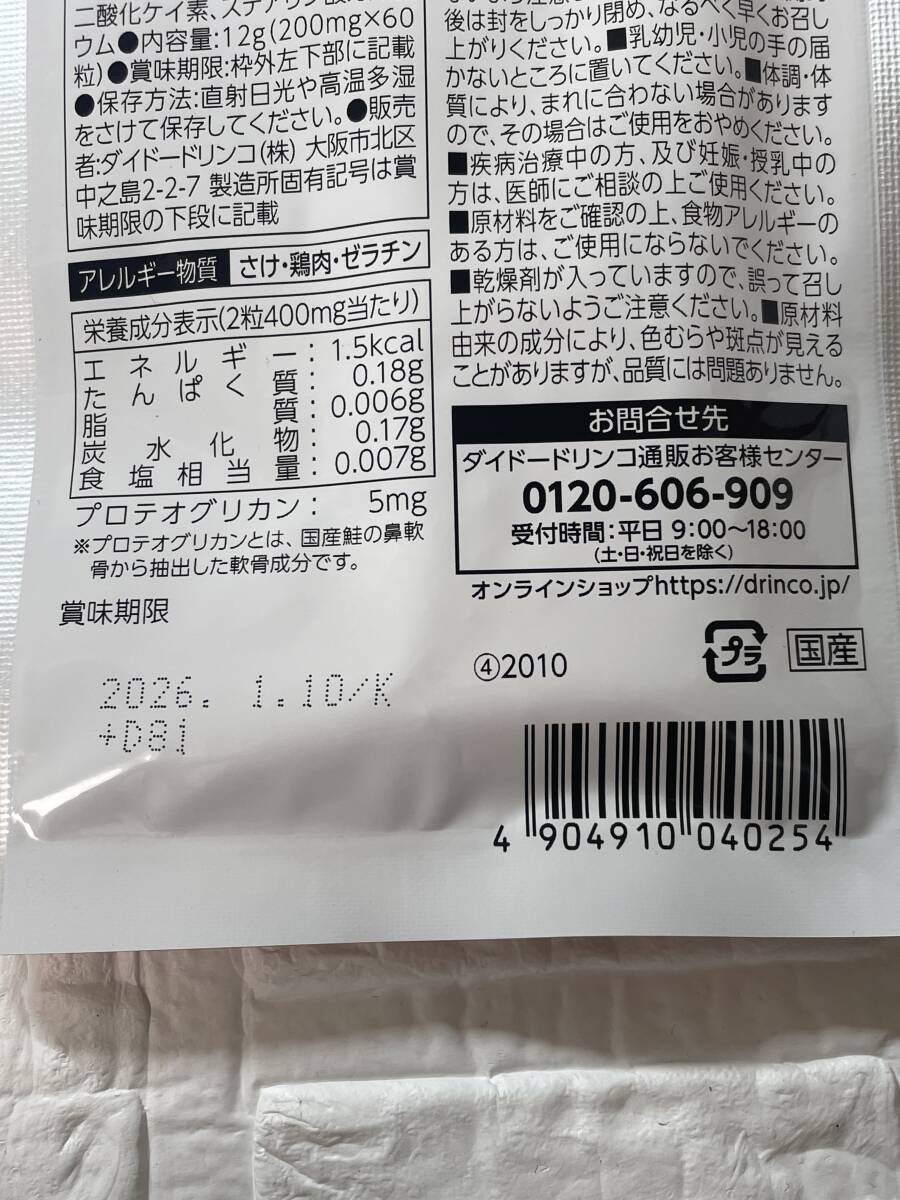 二酸化ケイ素、ステアリン酸
ウム●内容量:12g(200mg×60
粒)●賞味期限:枠外左下部に記載
●保存方法:直射日光や高温多湿
をさけて保存してください。●販売
者:ダイドードリンコ(株) 大阪市北区
中之島2-2-7 製造所固有記号は賞
味期限の下段に記載
アレルギー物質 さけ・鶏肉・ゼラチン
栄養成分表示(2粒400mg当たり)
エネルギー:1.5kcal
たんぱく質:0.18g
脂質:0.006g
炭水化物:0.17g
食塩相当量:0.007g
プロテオグリカン: 5mg
※プロテオグリカンとは、国産鮭の鼻軟
骨から抽出した軟骨成分です。
賞味期限
2026. 1.10/K
+D81
後は封をしっかり閉め、なるべく早くお召し
上がりください。■乳幼児・小児の手の届
かないところに置いてください。■体調・体
質により、まれに合わない場合があります
ので、その場合はご使用をおやめください。
■疾病治療中の方、及び妊娠・授乳中の
方は、医師にご相談の上ご使用ください。
■原材料をご確認の上、食物アレルギーの
ある方は、ご使用にならないでください。
■乾燥剤が入っていますので、誤って召し
上がらないようご注意ください。■原材料
由来の成分により、色むらや斑点が見える
ことがありますが、品質には問題ありません。
お問合せ先
ダイドードリンコ通販お客様センター
0120-606-909
受付時間:平日 9:00〜18:00
(土・日・祝日を除く)
オンラインショップhttps://drinco.jp/
④2010
プラ
国産
4 904910 040254